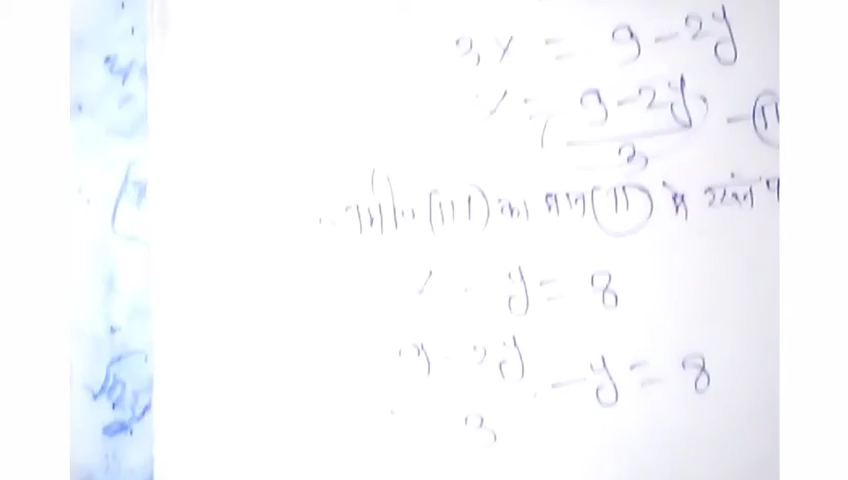 3x = 9 - 2y
x = (9 - 2y)/3 - (III
(III) का मान (II) में
x - y = 8
(9 - 2y)/3 - y = 8